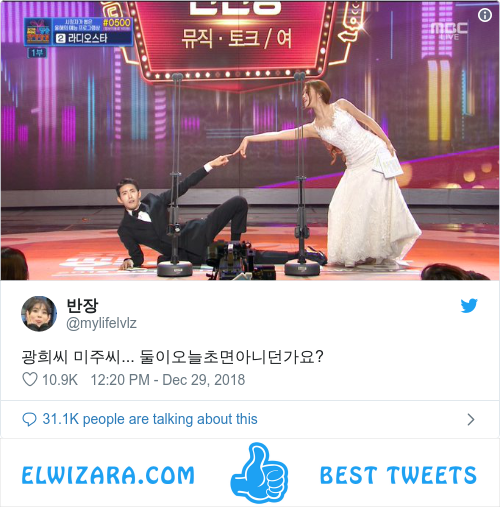 #0500
2 라디오스타
1부
뮤직·토크 / 여
MBC
LIVE
반장
@mylifelvlz
광희씨 미주씨... 둘이오늘초면아니던가요?
10.9K 12:20 PM - Dec 29, 2018
31.1K people are talking about this
ELWIZARA.COM BEST TWEETS